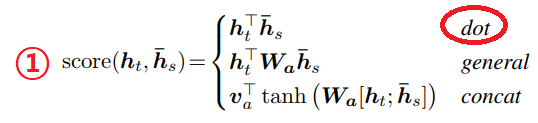 h_t^⊤ h̄_s dot
① score(h_t, h̄_s) = { h_t^⊤ W_a h̄_s general
v_a^⊤ tanh (W_a[h_t; h̄_s]) concat